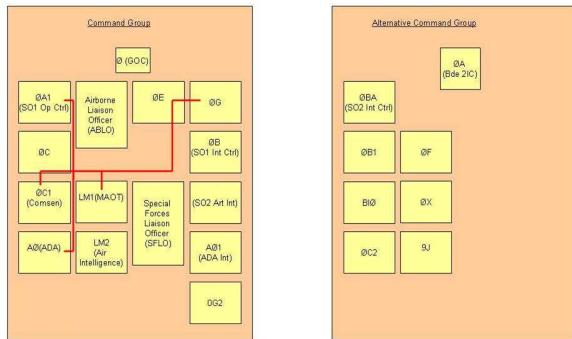 Command Group
Ø (GOC)
ØA1
(SO1 Op Ctrl)
Airborne
Liaison
Officer
(ABLO)
ØE
ØG
ØC
ØB
(SO1 Int Ctrl)
ØC1
(Comsen)
LM1(MAOT)
Special
Forces
Liaison
Officer
(SFLO)
(SO2 Art Int)
AØ(ADA)
LM2
(Air
Intelligence)
AØ1
(ADA Int)
0G2
Alternative Command Group
ØA
(Bde 2IC)
ØBA
(SO2 Int Ctrl)
ØB1
ØF
BIØ
ØX
ØC2
9J